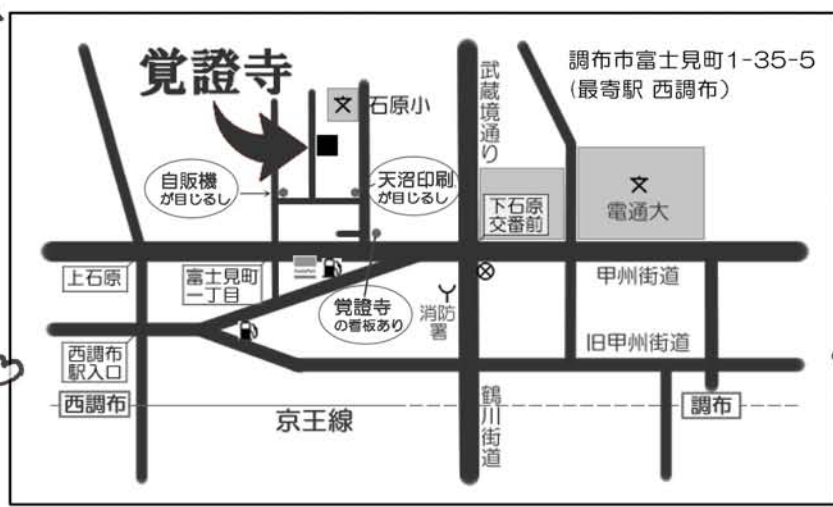 覚證寺
調布市富士見町1-35-5
(最寄駅 西調布)
文
石原小
武蔵境通り
自販機
が目じるし
天沼印刷
が目じるし
下石原
交番前
文
電通大
上石原
富士見町
一丁目
覚證寺
の看板あり
消防署
甲州街道
旧甲州街道
西調布
駅入口
西調布
京王線
鶴川街道
調布